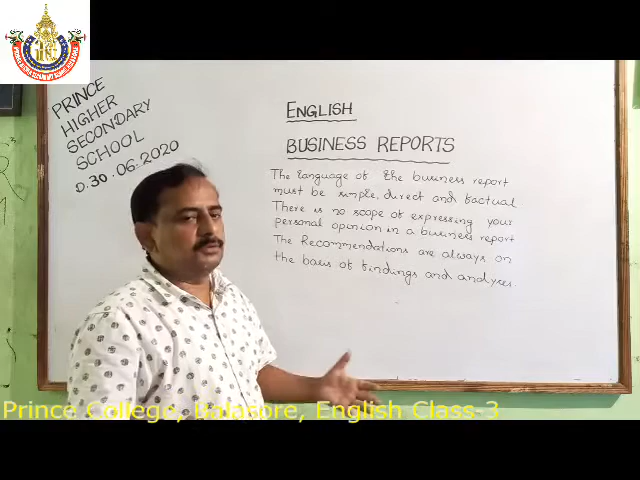 PRINCE
HIGHER
SECONDARY
SCHOOL
D.30.06.2020
ENGLISH
BUSINESS REPORTS
The language of the business report
must be simple, direct and factual
There is no scope of expressing your
personal opinion in a business report
The Recommendations are always on
the basis of findings and analyses.
Prince College, Balasore, English Class-3